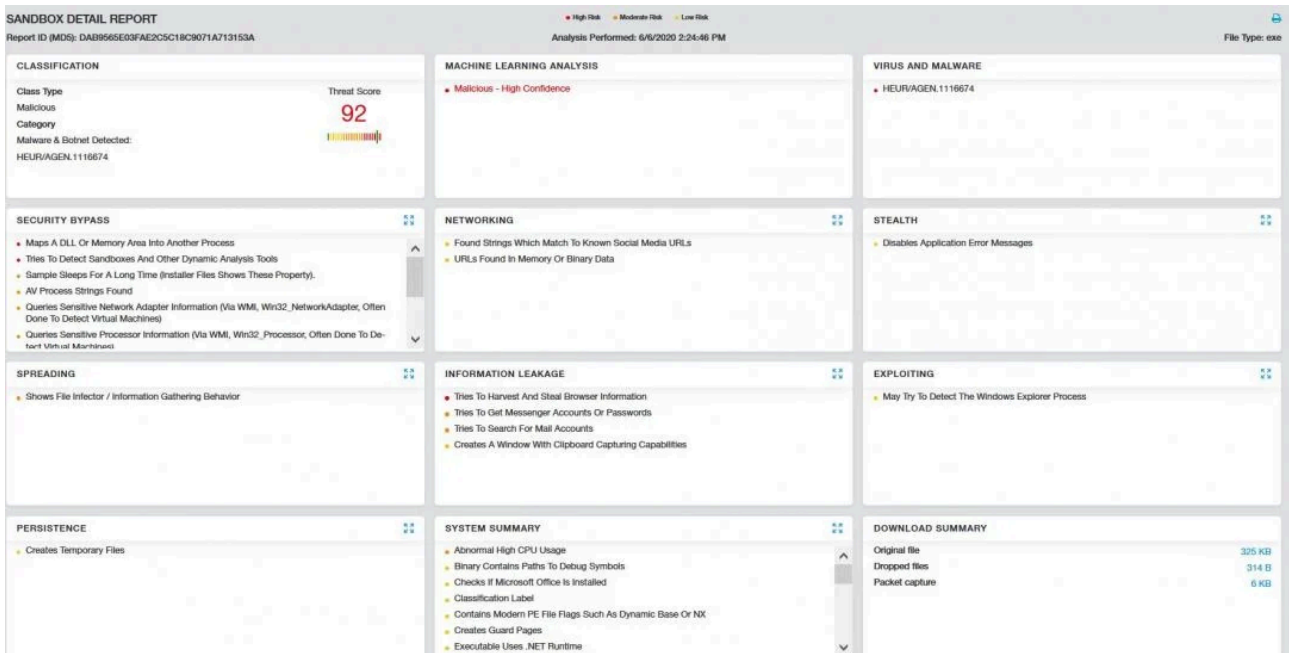 SANDBOX DETAIL REPORT
High Risk Moderate Risk Low Risk
Report ID (MD5): DAB9565E03FAE2C5C18C9071A713153A
Analysis Performed: 6/6/2020 2:24:46 PM
File Type: exe
CLASSIFICATION
Class Type
Malicious
Category
Malware & Botnet Detected:
HEUR/AGEN.1116674
Threat Score
92
MACHINE LEARNING ANALYSIS
Malicious - High Confidence
VIRUS AND MALWARE
HEUR/AGEN.1116674
SECURITY BYPASS
Maps A DLL Or Memory Area Into Another Process
Tries To Detect Sandboxes And Other Dynamic Analysis Tools
Sample Sleeps For A Long Time (Installer Files Shows These Property).
AV Process Strings Found
Queries Sensitive Network Adapter Information (Via WMI, Win32_NetworkAdapter, Often
Done To Detect Virtual Machines)
Queries Sensitive Processor Information (Via WMI, Win32_Processor, Often Done To De-
tect Virtual Machines)
NETWORKING
Found Strings Which Match To Known Social Media URLs
URLs Found In Memory Or Binary Data
STEALTH
Disables Application Error Messages
SPREADING
Shows File Infector / Information Gathering Behavior
INFORMATION LEAKAGE
Tries To Harvest And Steal Browser Information
Tries To Get Messenger Accounts Or Passwords
Tries To Search For Mail Accounts
Creates A Window With Clipboard Capturing Capabilities
EXPLOITING
May Try To Detect The Windows Explorer Process
PERSISTENCE
Creates Temporary Files
SYSTEM SUMMARY
Abnormal High CPU Usage
Binary Contains Paths To Debug Symbols
Checks If Microsoft Office Is Installed
Classification Label
Contains Modern PE File Flags Such As Dynamic Base Or NX
Creates Guard Pages
Executable Uses .NET Runtime
DOWNLOAD SUMMARY
Original file 325 KB
Dropped files 314 B
Packet capture 6 KB